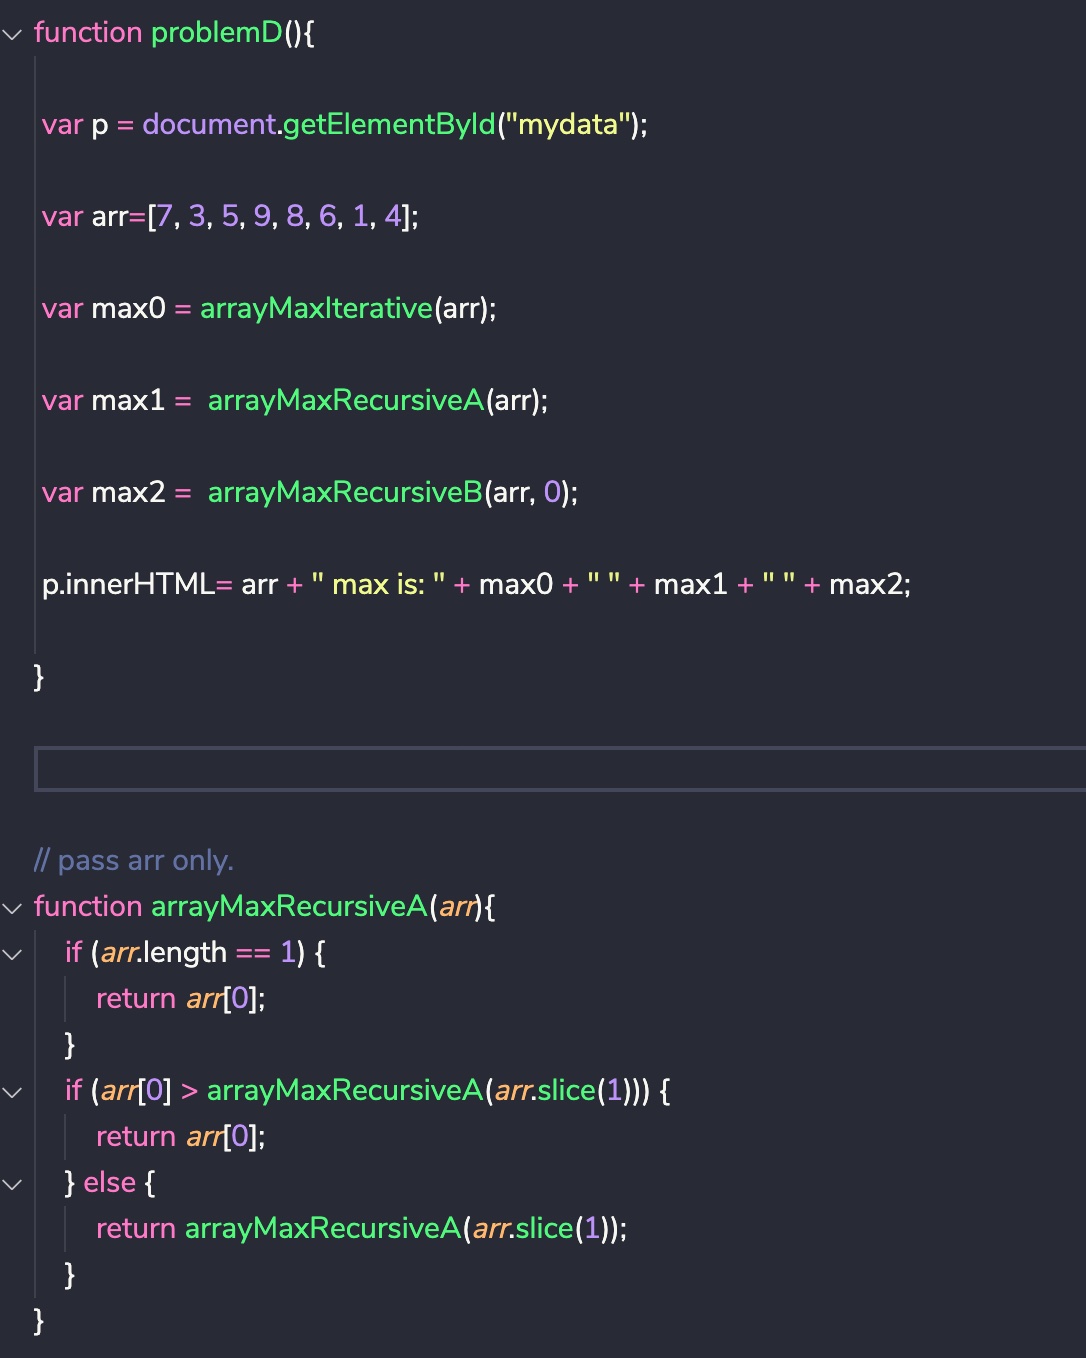 function problemD(){
var p = document.getElementById("mydata");
var arr=[7, 3, 5, 9, 8, 6, 1, 4];
var max0 = arrayMaxIterative(arr);
var max1 =  arrayMaxRecursiveA(arr);
var max2 =  arrayMaxRecursiveB(arr, 0);
p.innerHTML= arr + " max is: " + max0 + " " + max1 + " " + max2;
}
// pass arr only.
function arrayMaxRecursiveA(arr){
if (arr.length == 1) {
return arr[0];
}
if (arr[0] > arrayMaxRecursiveA(arr.slice(1))) {
return arr[0];
} else {
return arrayMaxRecursiveA(arr.slice(1));
}
}